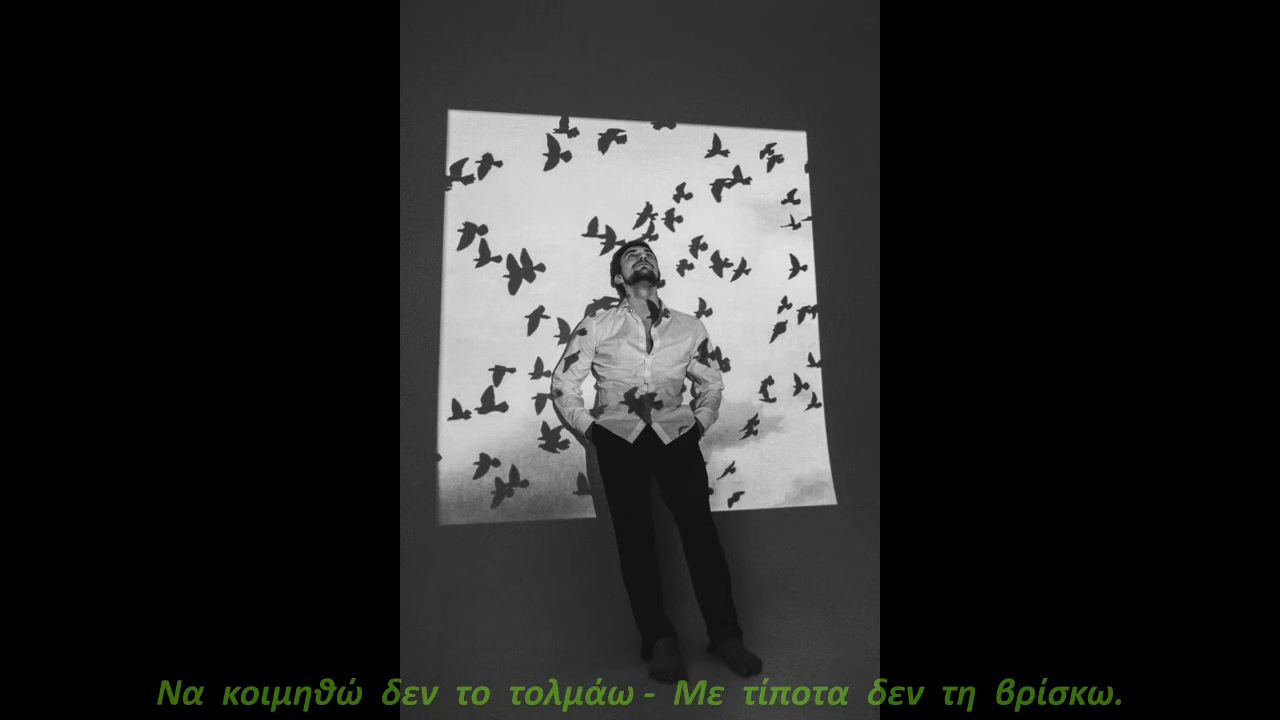 Να κοιμηθώ δεν το τολμάω - Με τίποτα δεν τη βρίσκω.